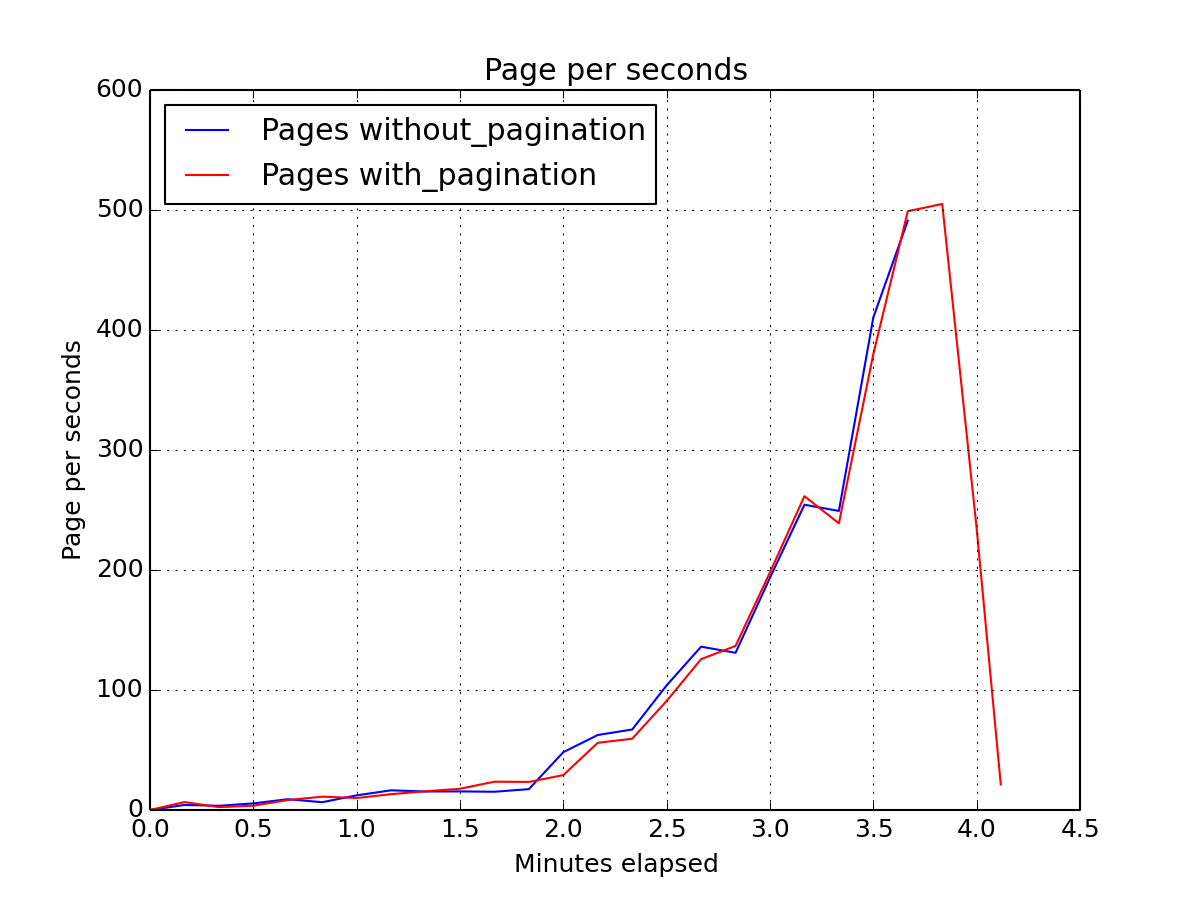 Page per seconds
Pages without_pagination
Pages with_pagination
600
500
400
300
200
100
0
Page per seconds
0.0 0.5 1.0 1.5 2.0 2.5 3.0 3.5 4.0 4.5
Minutes elapsed